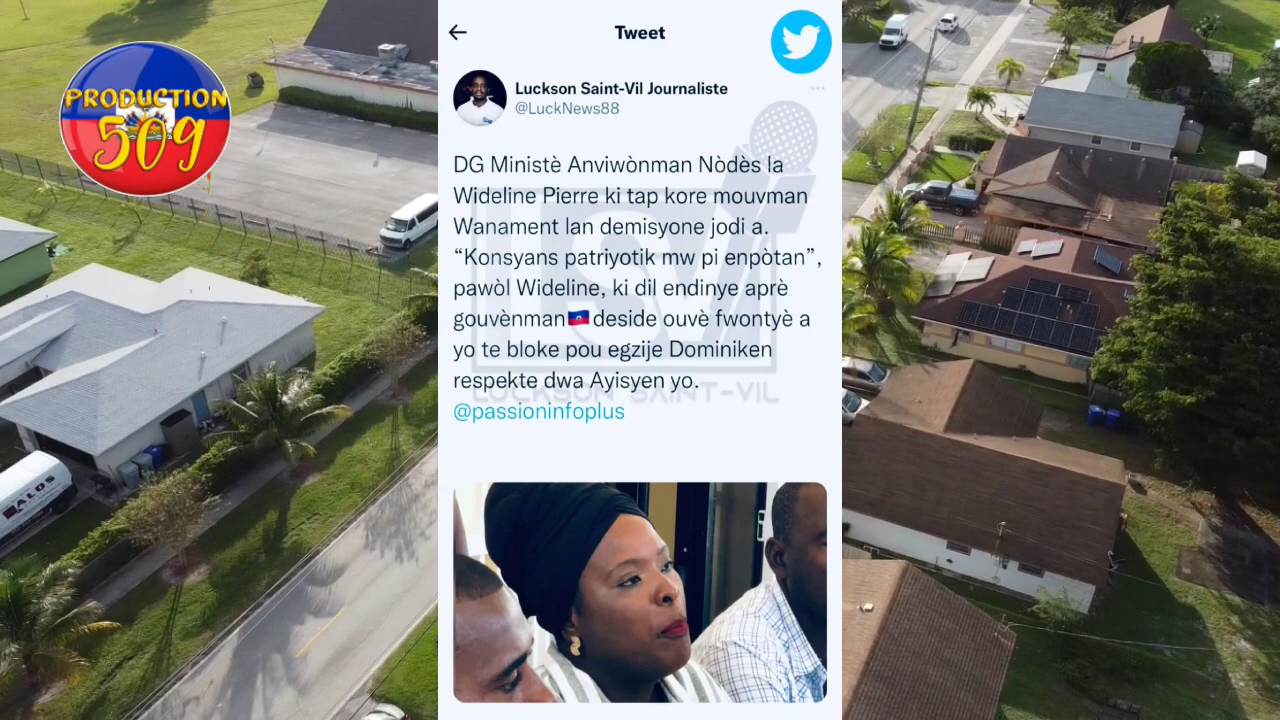 PRODUCTION
509
Tweet
Luckson Saint-Vil Journaliste
@LuckNews88
DG Ministè Anviwònman Nòdès la
Wideline Pierre ki tap kore mouvman
Wanament lan demisyone jodi a.
“Konsyans patriyotik mw pi enpòtan”,
pawòl Wideline, ki dil endinye aprè
gouvènman🇭🇹deside ouvè fwontyè a
yo te bloke pou egzije Dominiken
respekte dwa Ayisyen yo.
@passioninfoplus
LSV
LUCKSON SAINT-VIL